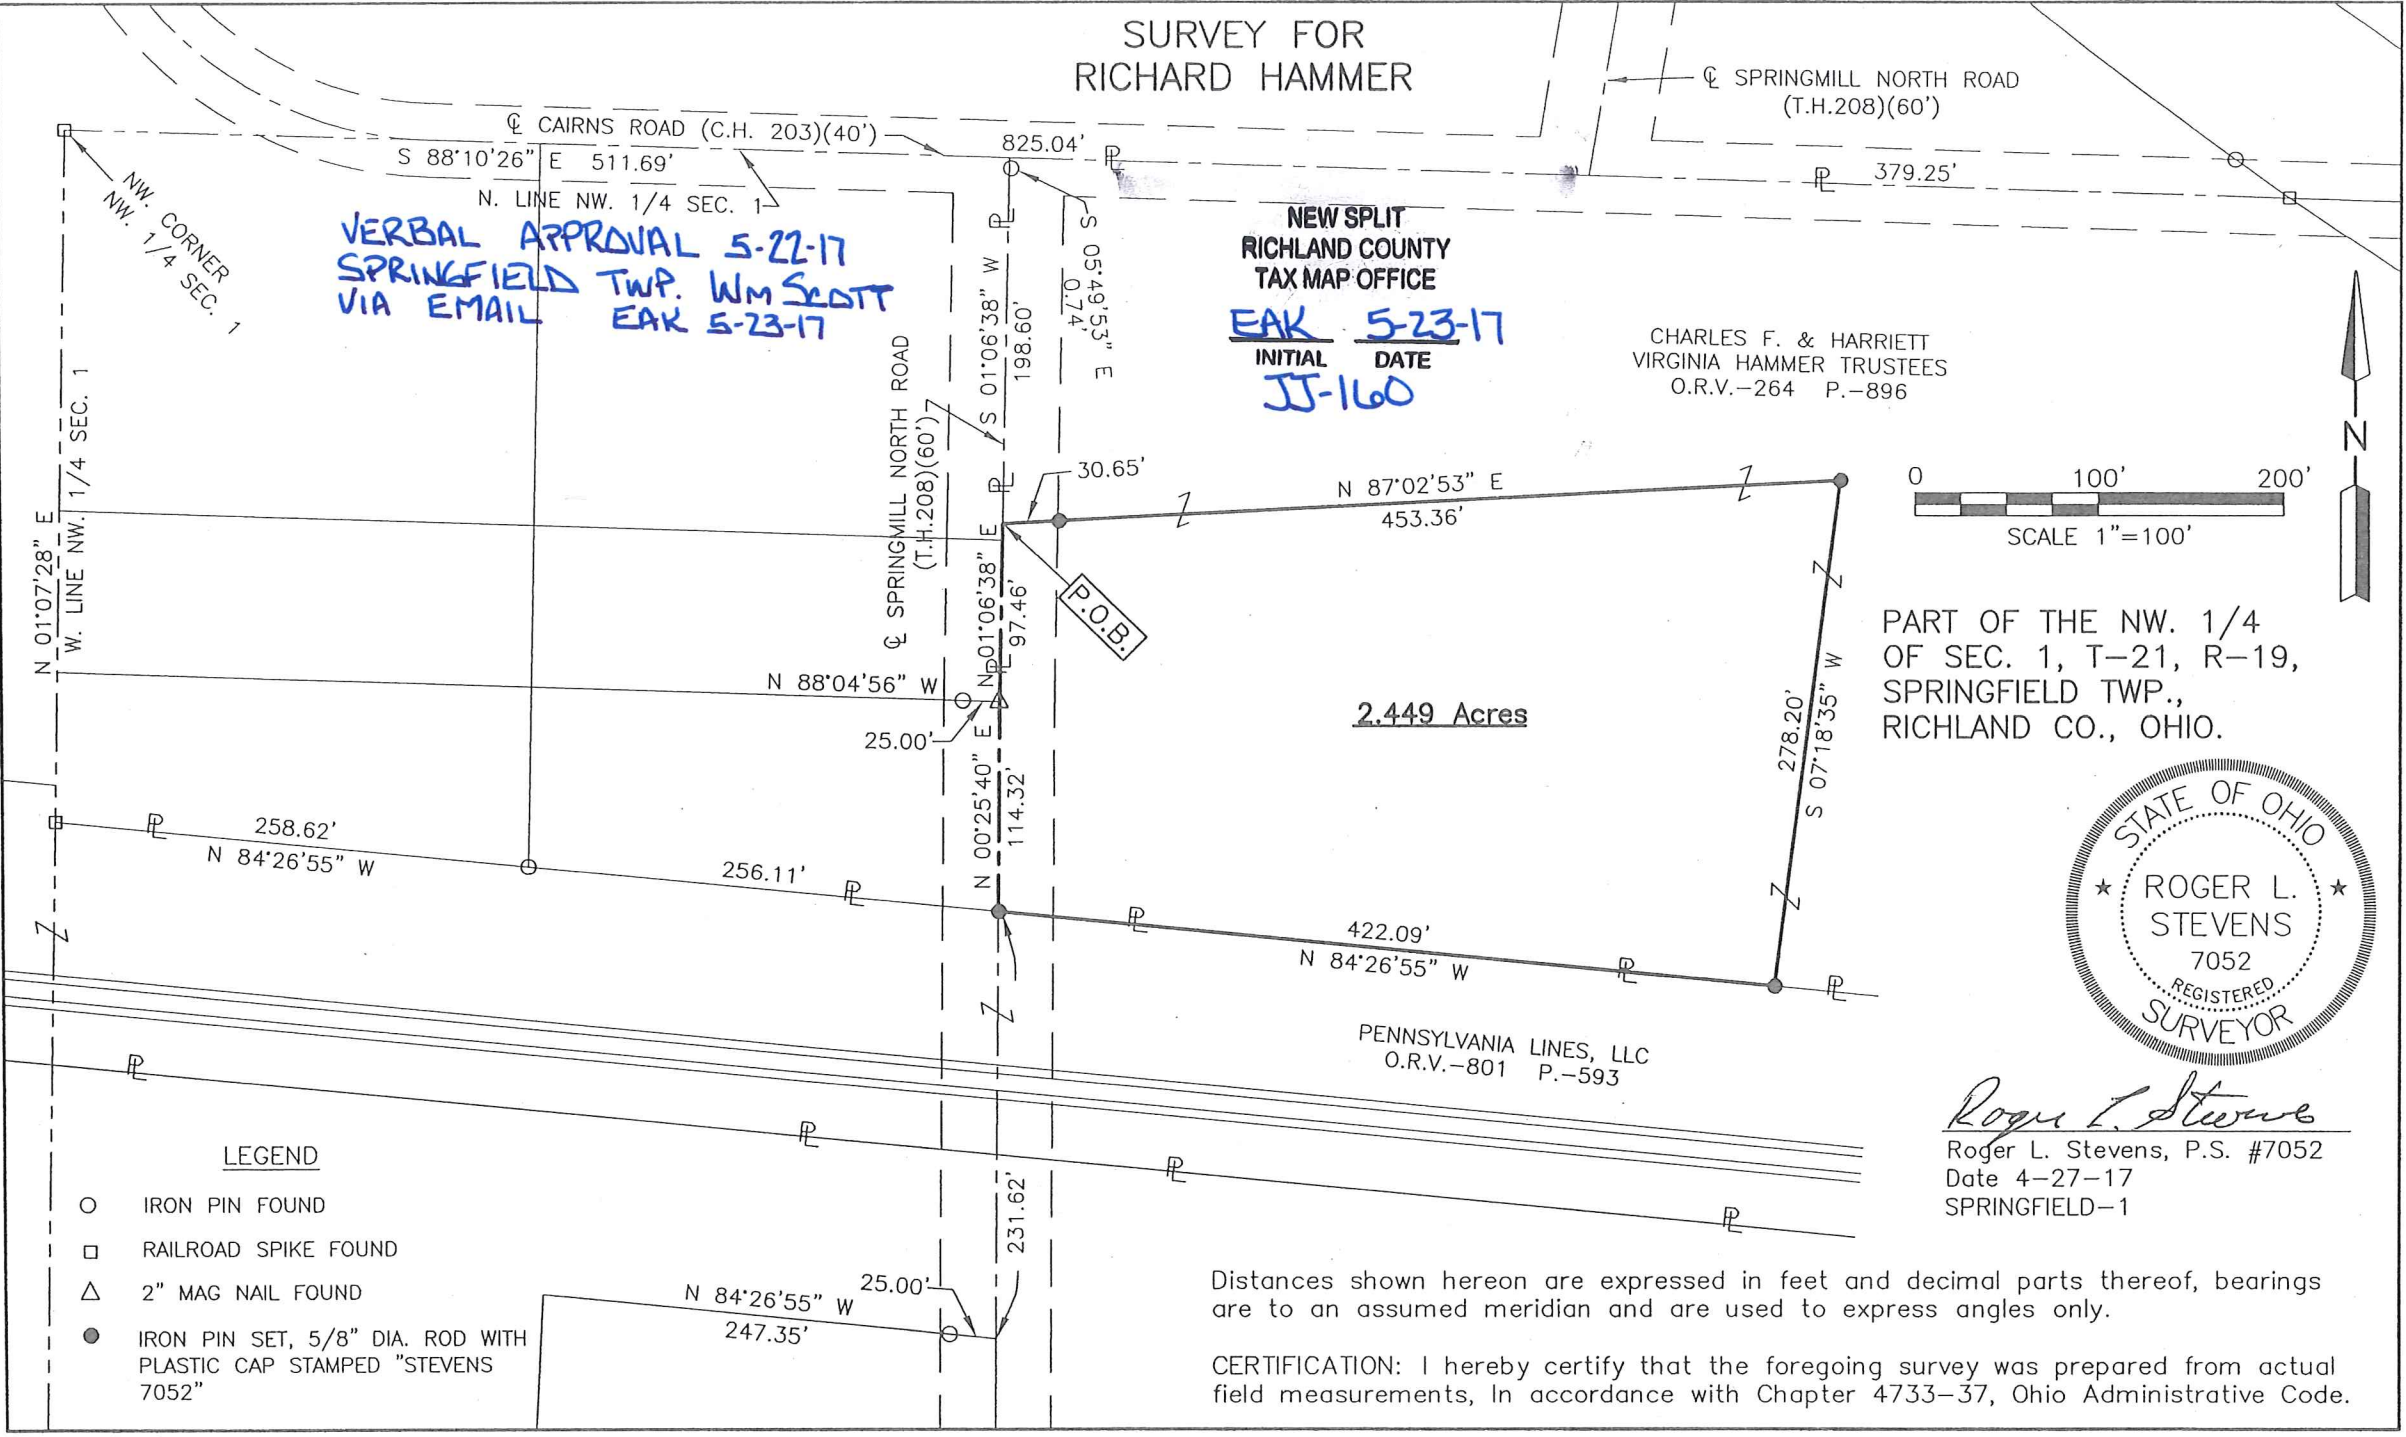 SURVEY FOR
RICHARD HAMMER
℄ SPRINGMILL NORTH ROAD
(T.H.208)(60')
℄ CAIRNS ROAD (C.H. 203)(40')
825.04'
℄
S 88°10'26" E 511.69'
N. LINE NW. 1/4 SEC. 1
379.25'
NW. CORNER
NW. 1/4 SEC. 1
VERBAL APPROVAL 5-22-17
SPRINGFIELD TWP. WM SCOTT
VIA EMAIL EAK 5-23-17
S 01°06'38" W
198.60'
S 05°49'53" E
0.74'
NEW SPLIT
RICHLAND COUNTY
TAX MAP OFFICE
EAK 5-23-17
INITIAL DATE
JJ-160
CHARLES F. & HARRIETT
VIRGINIA HAMMER TRUSTEES
O.R.V.-264 P.-896
N
0 100' 200'
SCALE 1"=100'
℄ SPRINGMILL NORTH ROAD
(T.H.208)(60')
30.65'
N 87°02'53" E
453.36'
N 01°07'28" E
W. LINE NW. 1/4 SEC. 1
N 01°06'38" E
97.46'
P.O.B.
PART OF THE NW. 1/4
OF SEC. 1, T-21, R-19,
SPRINGFIELD TWP.,
RICHLAND CO., OHIO.
N 88°04'56" W
25.00'
2.449 Acres
278.20'
S 07°18'35" W
N 00°25'40" E
114.32'
258.62'
N 84°26'55" W
256.11'
422.09'
N 84°26'55" W
STATE OF OHIO
ROGER L.
STEVENS
7052
REGISTERED
SURVEYOR
PENNSYLVANIA LINES, LLC
O.R.V.-801 P.-593
Roger L. Stevens
Roger L. Stevens, P.S. #7052
Date 4-27-17
SPRINGFIELD-1
LEGEND
IRON PIN FOUND
RAILROAD SPIKE FOUND
2" MAG NAIL FOUND
IRON PIN SET, 5/8" DIA. ROD WITH
PLASTIC CAP STAMPED "STEVENS
7052"
231.62'
N 84°26'55" W
247.35'
25.00'
Distances shown hereon are expressed in feet and decimal parts thereof, bearings
are to an assumed meridian and are used to express angles only.
CERTIFICATION: I hereby certify that the foregoing survey was prepared from actual
field measurements, In accordance with Chapter 4733-37, Ohio Administrative Code.